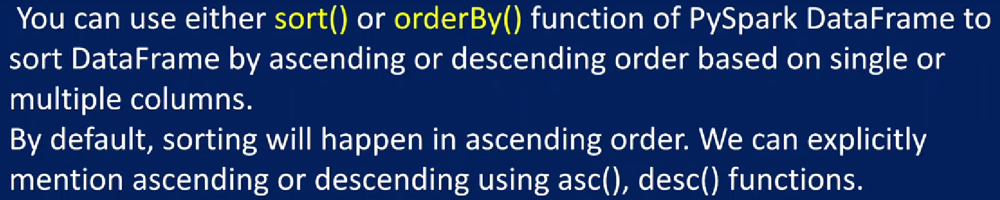 You can use either sort() or orderBy() function of PySpark DataFrame to
sort DataFrame by ascending or descending order based on single or
multiple columns.
By default, sorting will happen in ascending order. We can explicitly
mention ascending or descending using asc(), desc() functions.